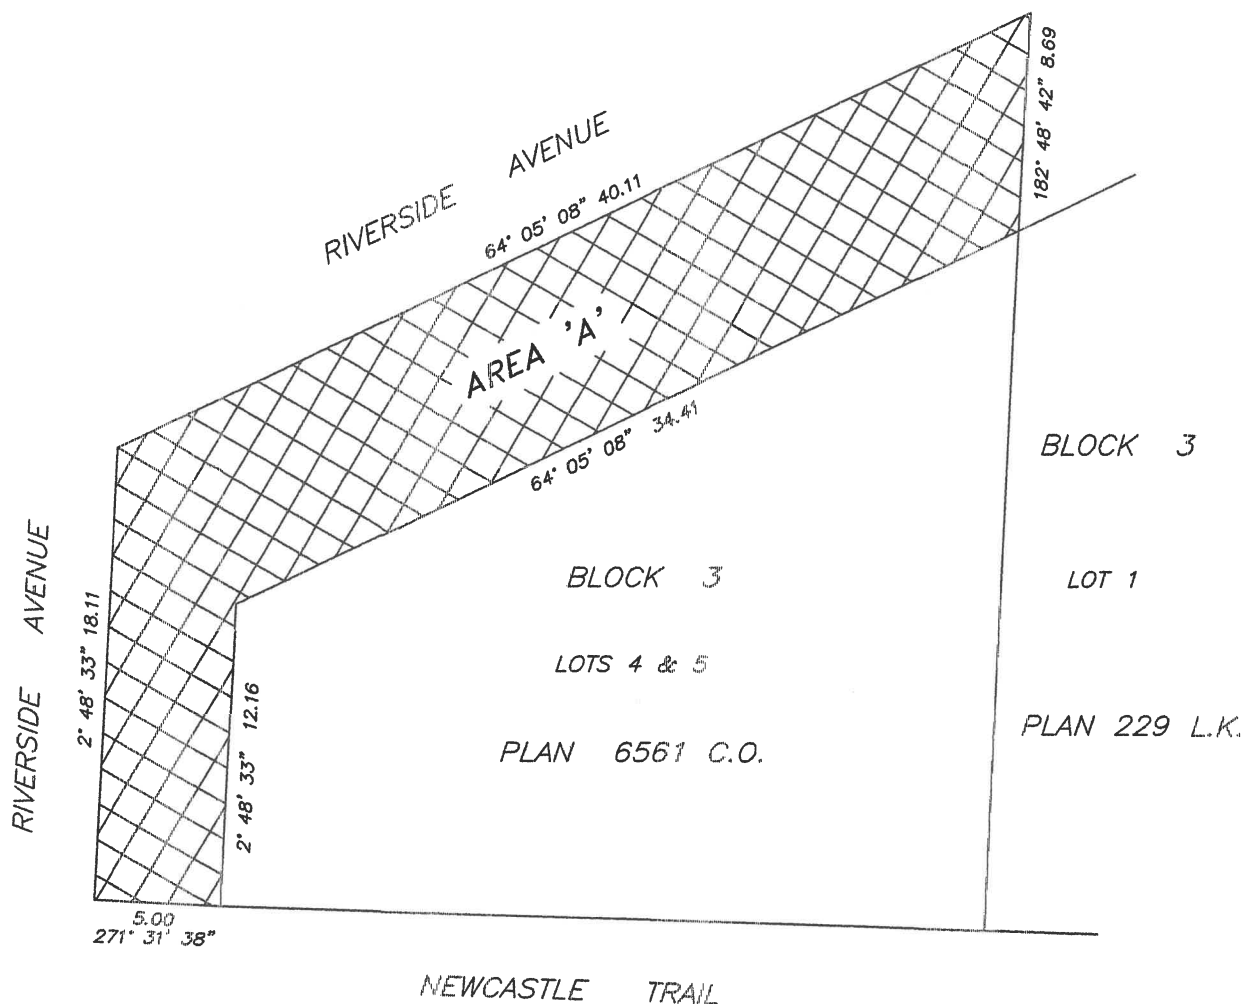 RIVERSIDE AVENUE
64° 05' 08" 40.11
182° 48' 42" 8.69
AREA 'A'
64° 05' 08" 34.41
BLOCK 3
LOT 1
PLAN 229 L.K.
BLOCK 3
LOTS 4 & 5
PLAN 6561 C.O.
RIVERSIDE AVENUE
2° 48' 33" 18.11
2° 48' 33" 12.16
5.00
271° 31' 38"
NEWCASTLE TRAIL